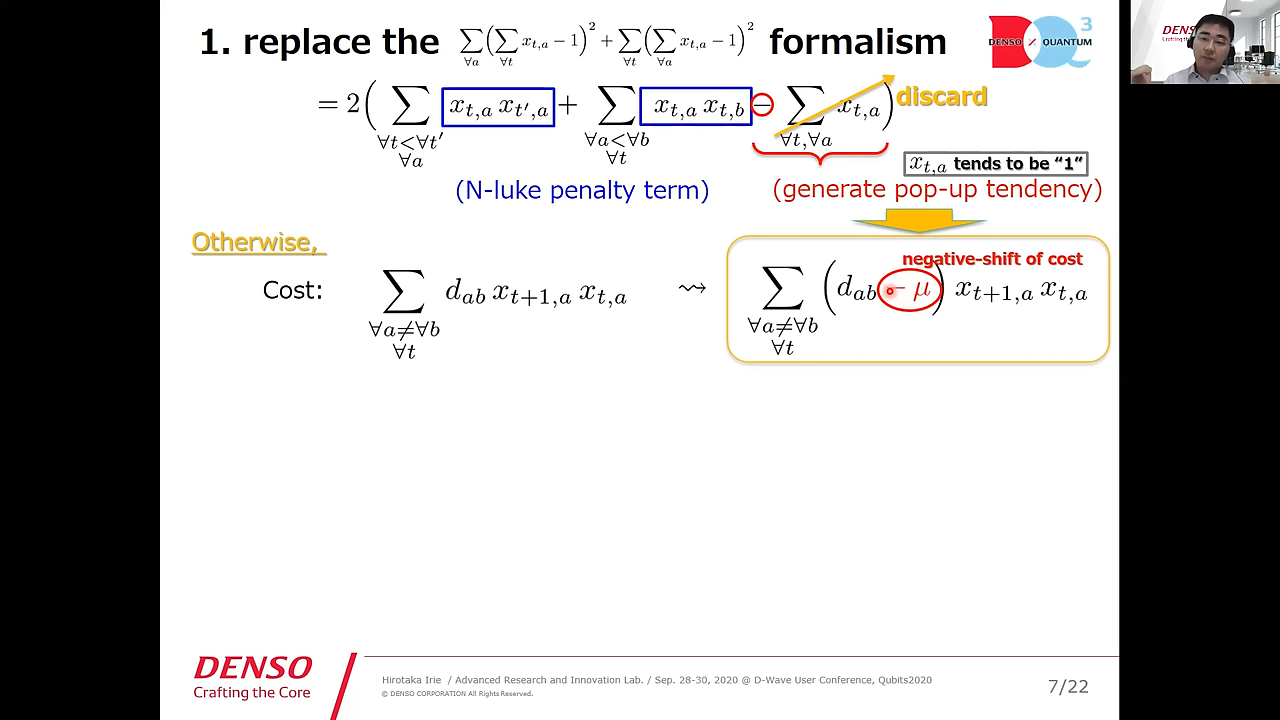 1. replace the ∑∀a(∑∀t x_{t,a} − 1)² + ∑∀t(∑∀a x_{t,a} − 1)² formalism
DENSO × QUANTUM 3
= 2(∑_{∀t<∀t' ∀a} x_{t,a} x_{t',a} + ∑_{∀a<∀b ∀t} x_{t,a} x_{t,b} − ∑_{∀t,∀a} x_{t,a}) discard
x_{t,a} tends to be “1”
(N-luke penalty term) (generate pop-up tendency)
Otherwise,
negative-shift of cost
Cost: ∑_{∀a≠∀b ∀t} d_{ab} x_{t+1,a} x_{t,a} ⇝ ∑_{∀a≠∀b ∀t} (d_{ab} − μ) x_{t+1,a} x_{t,a}
DENSO
Crafting the Core
Hirotaka Irie / Advanced Research and Innovation Lab. / Sep. 28-30, 2020 @ D-Wave User Conference, Qubits2020
© DENSO CORPORATION All Rights Reserved.
7/22